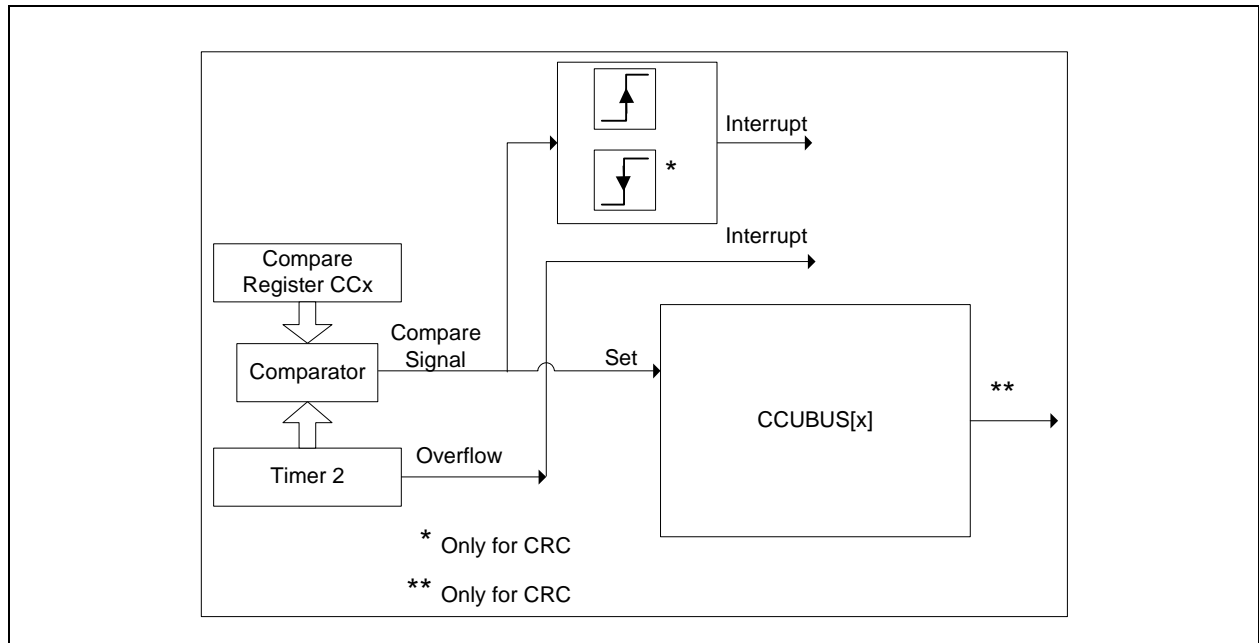 *
Interrupt
Interrupt
Compare
Register CCx
Compare
Signal
Comparator
Set
CCUBUS[x]
**
Overflow
Timer 2
* Only for CRC
** Only for CRC